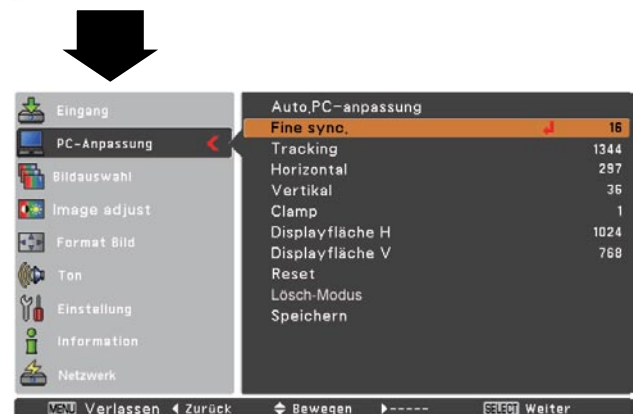 Eingang
PC-Anpassung
Bildauswahl
Image adjust
Format Bild
Ton
Einstellung
Information
Netzwerk
Auto,PC-anpassung
Fine sync. 16
Tracking 1344
Horizontal 297
Vertikal 36
Clamp 1
Displayfläche H 1024
Displayfläche V 768
Reset
Lösch-Modus
Speichern
MENU Verlassen Zurück Bewegen ----- SELECT Weiter